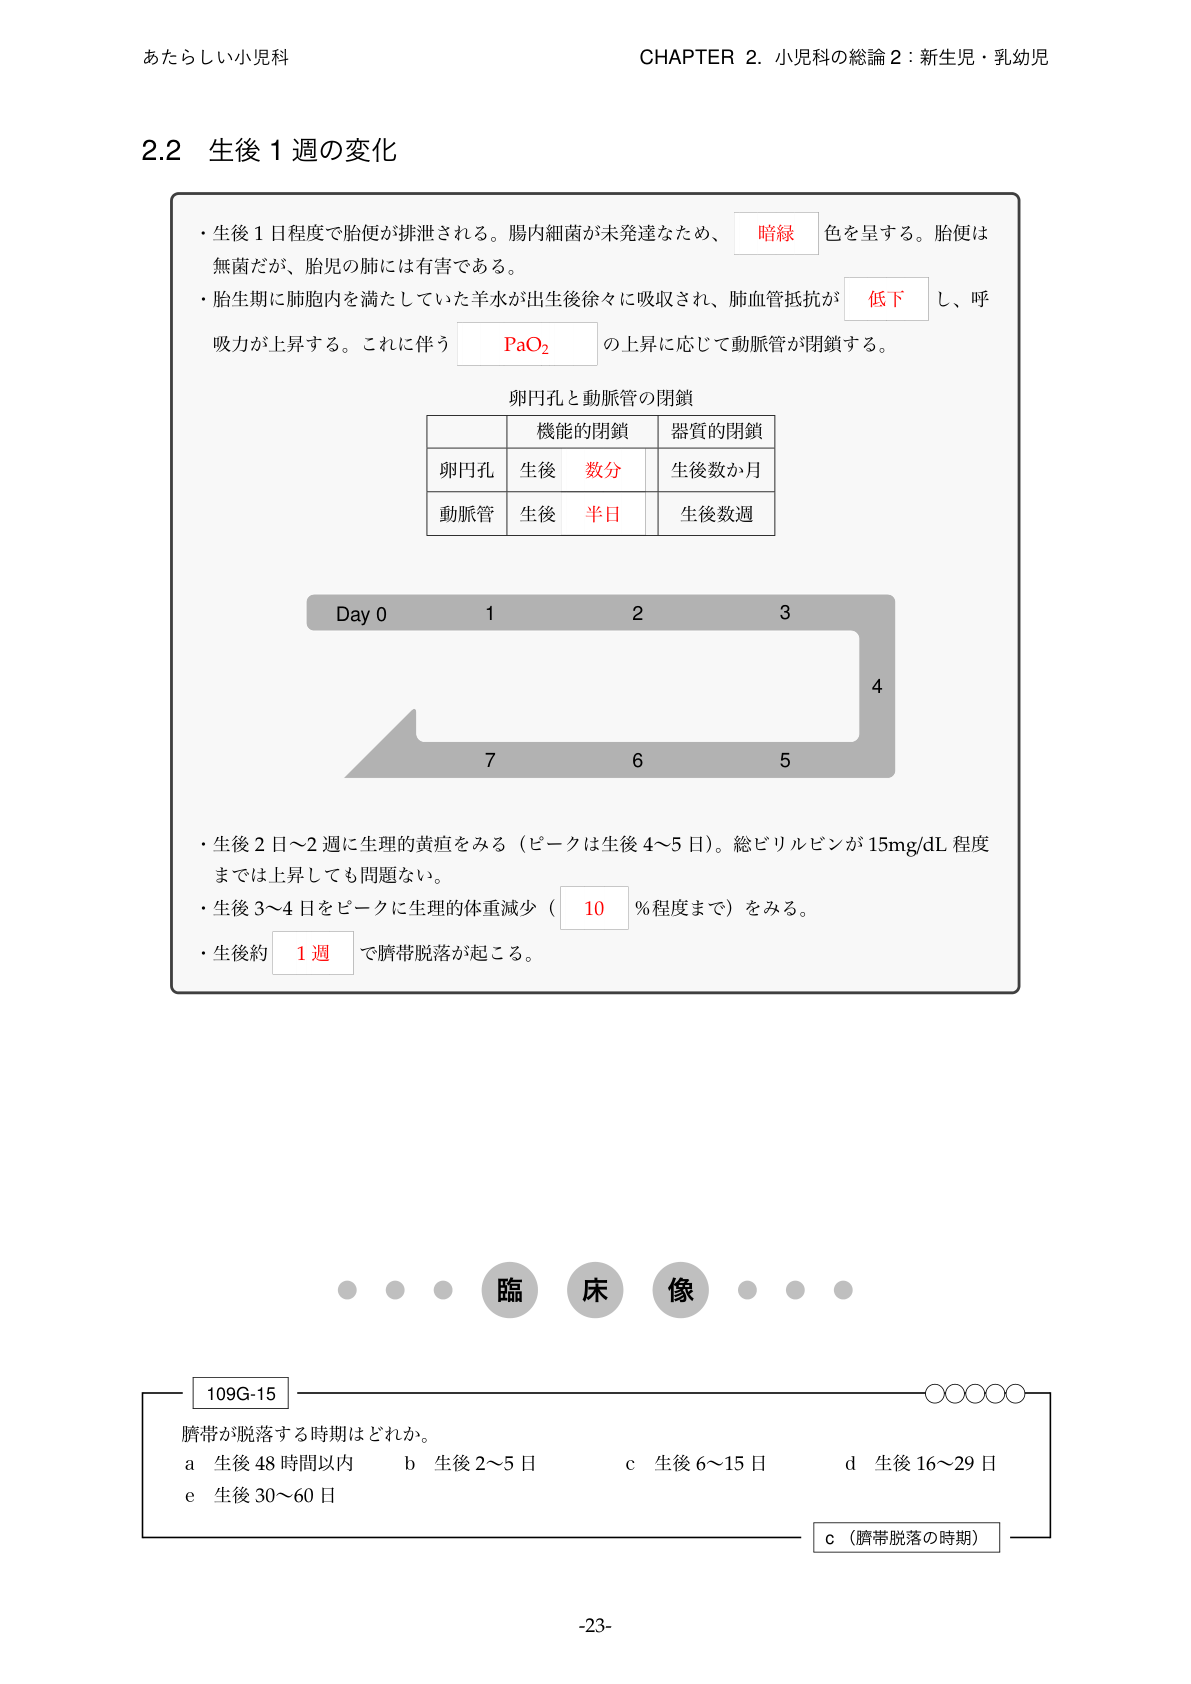 あたらしい小児科
CHAPTER 2. 小児科の総論 2：新生児・乳幼児
2.2 生後 1 週の変化
・生後 1 日程度で胎便が排泄される。腸内細菌が未発達なため、 暗緑 色を呈する。胎便は
無菌だが、胎児の肺には有害である。
・胎生期に肺胞内を満たしていた羊水が出生後徐々に吸収され、肺血管抵抗が 低下 し、呼
吸力が上昇する。これに伴う PaO₂ の上昇に応じて動脈管が閉鎖する。
卵円孔と動脈管の閉鎖
機能的閉鎖 器質的閉鎖
卵円孔 生後 数分 生後数か月
動脈管 生後 半日 生後数週
Day 0 1 2 3
4
7 6 5
・生後 2 日〜2 週に生理的黄疸をみる（ピークは生後 4〜5 日）。総ビリルビンが 15mg/dL 程度
までは上昇しても問題ない。
・生後 3〜4 日をピークに生理的体重減少（ 10 %程度まで）をみる。
・生後約 1 週 で臍帯脱落が起こる。
臨 床 像
109G-15
臍帯が脱落する時期はどれか。
a 生後 48 時間以内 b 生後 2〜5 日 c 生後 6〜15 日 d 生後 16〜29 日
e 生後 30〜60 日
c （臍帯脱落の時期）
-23-